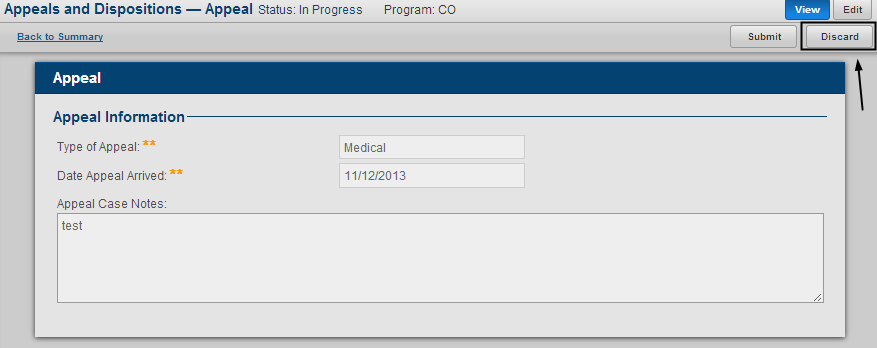 Appeals and Dispositions — Appeal Status: In Progress Program: CO View Edit
Back to Summary Submit Discard
Appeal
Appeal Information
Type of Appeal: ** Medical
Date Appeal Arrived: ** 11/12/2013
Appeal Case Notes:
test